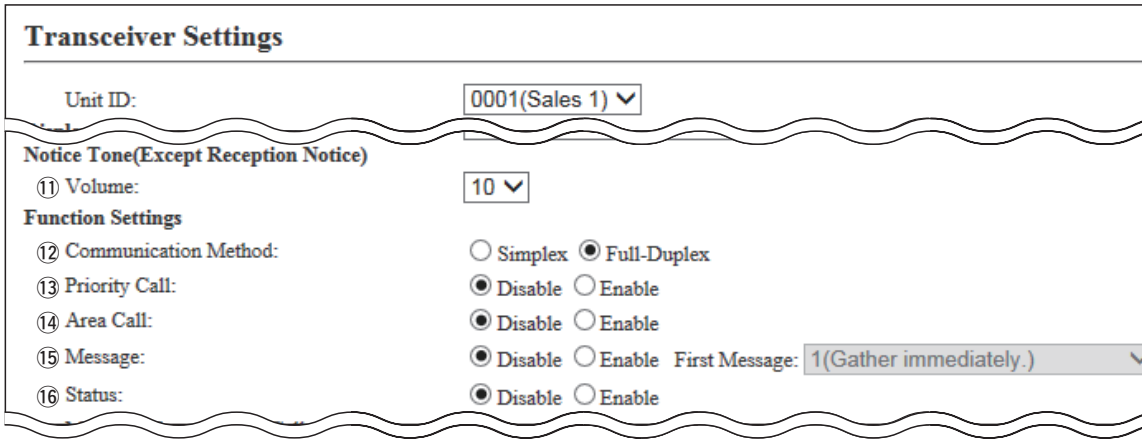 Transceiver Settings
Unit ID: 0001(Sales 1)
Notice Tone(Except Reception Notice)
⑪ Volume: 10
Function Settings
⑫ Communication Method: Simplex Full-Duplex
⑬ Priority Call: Disable Enable
⑭ Area Call: Disable Enable
⑮ Message: Disable Enable First Message: 1(Gather immediately.)
⑯ Status: Disable Enable